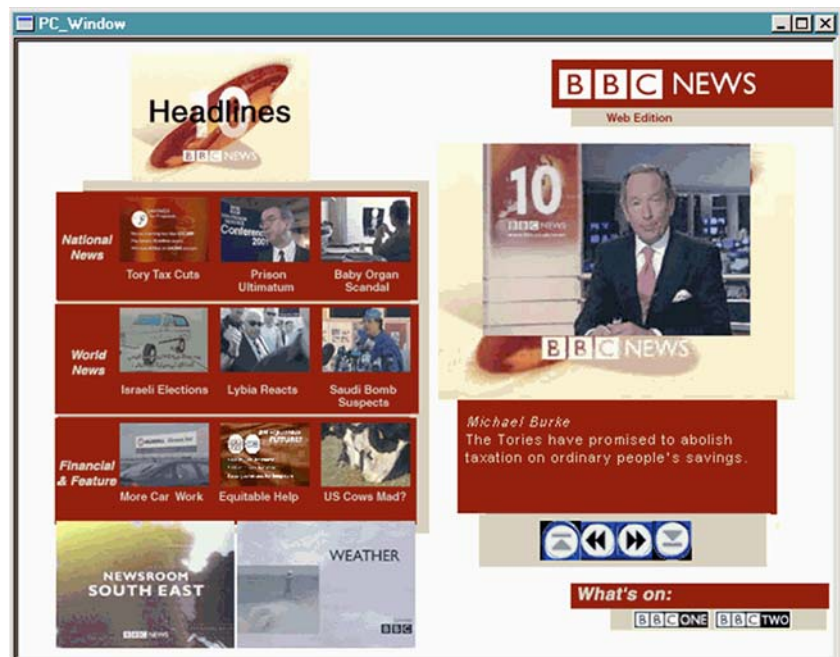 PC_Window
Headlines
10
BBC NEWS
BBC NEWS
Web Edition
10
BBC NEWS
BBC NEWS
National
News
Conference
2001
Tory Tax Cuts
Prison
Ultimatum
Baby Organ
Scandal
World
News
Israeli Elections
Lybia Reacts
Saudi Bomb
Suspects
Financial
& Feature
FUTURE!
More Car Work
Equitable Help
US Cows Mad?
Michael Burke
The Tories have promised to abolish
taxation on ordinary people's savings.
NEWSROOM
SOUTH EAST
BBC NEWS
WEATHER
BBC
What's on:
BBC ONE
BBC TWO